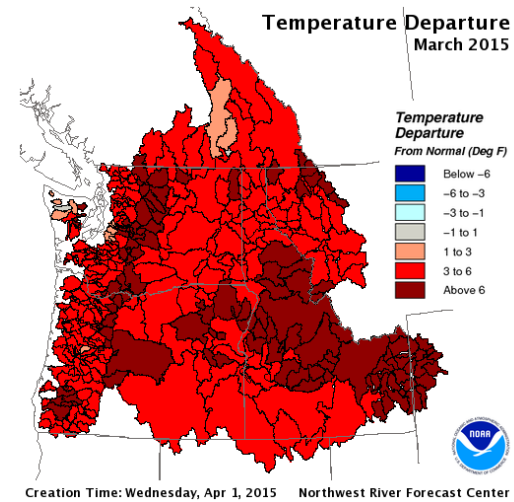 Temperature Departure
March 2015
Temperature
Departure
From Normal (Deg F)
Below -6
-6 to -3
-3 to -1
-1 to 1
1 to 3
3 to 6
Above 6
NOAA
Creation Time: Wednesday, Apr 1, 2015 Northwest River Forecast Center